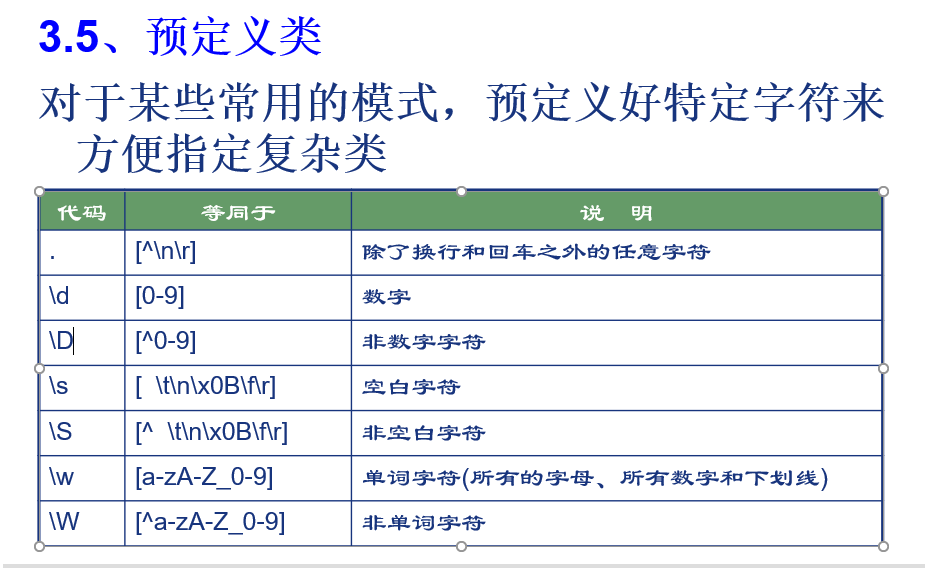 3.5、预定义类
对于某些常用的模式，预定义好特定字符来
方便指定复杂类
代码 等同于 说 明
. [^\n\r] 除了换行和回车之外的任意字符
\d [0-9] 数字
\D [^0-9] 非数字字符
\s [ \t\n\x0B\f\r] 空白字符
\S [^ \t\n\x0B\f\r] 非空白字符
\w [a-zA-Z_0-9] 单词字符(所有的字母、所有数字和下划线)
\W [^a-zA-Z_0-9] 非单词字符